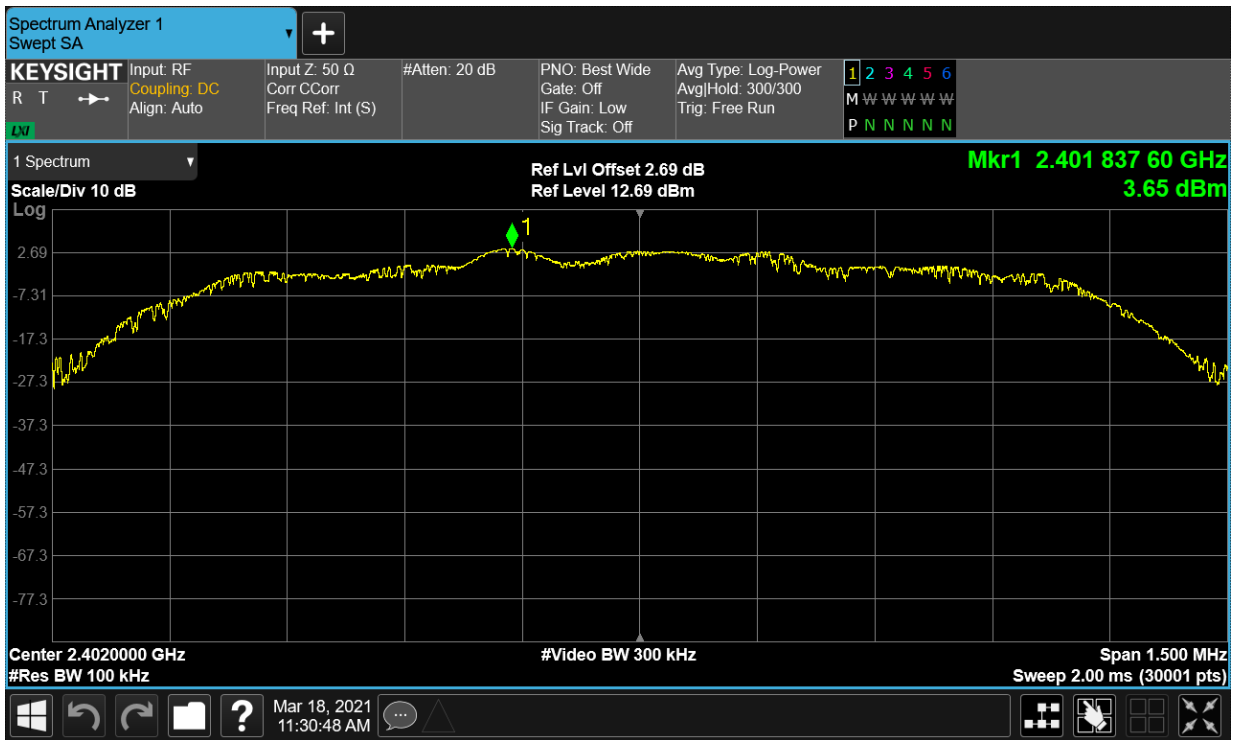 Spectrum Analyzer 1
Swept SA
KEYSIGHT
R T
LXI
Input: RF
Coupling: DC
Align: Auto
Input Z: 50 Ω
Corr CCorr
Freq Ref: Int (S)
#Atten: 20 dB
PNO: Best Wide
Gate: Off
IF Gain: Low
Sig Track: Off
Avg Type: Log-Power
Avg|Hold: 300/300
Trig: Free Run
1 2 3 4 5 6
M W W W W W
P N N N N N
1 Spectrum
Scale/Div 10 dB
Log
Ref Lvl Offset 2.69 dB
Ref Level 12.69 dBm
Mkr1 2.401 837 60 GHz
3.65 dBm
1
2.69
-7.31
-17.3
-27.3
-37.3
-47.3
-57.3
-67.3
-77.3
Center 2.4020000 GHz
#Res BW 100 kHz
#Video BW 300 kHz
Span 1.500 MHz
Sweep 2.00 ms (30001 pts)
?
Mar 18, 2021
11:30:48 AM